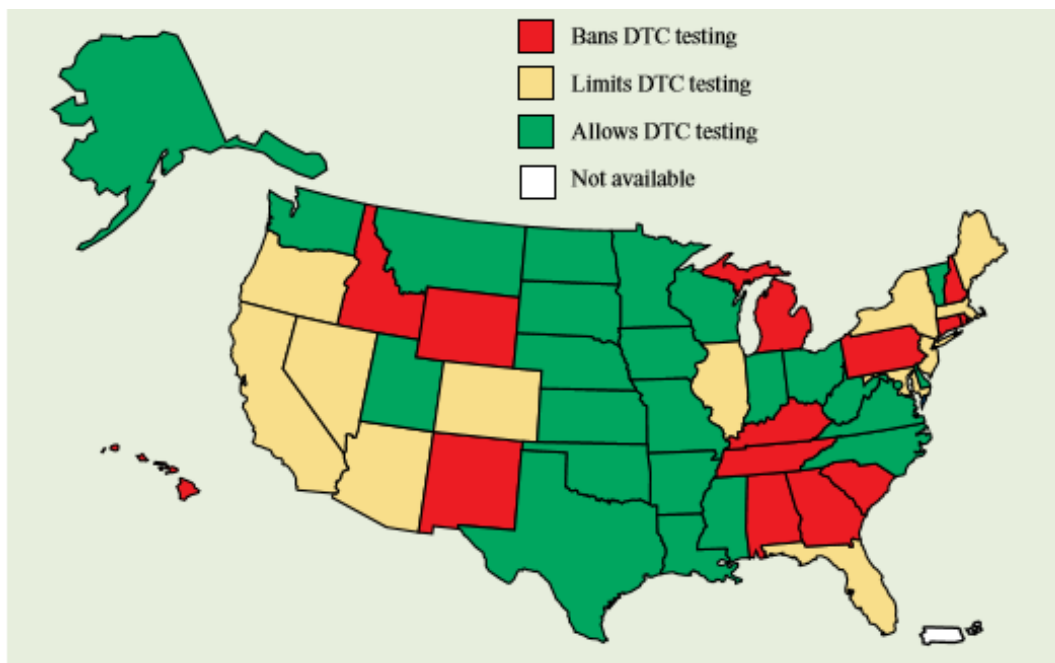 Bans DTC testing
Limits DTC testing
Allows DTC testing
Not available